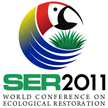 SER2011
WORLD CONFERENCE ON
ECOLOGICAL RESTORATION